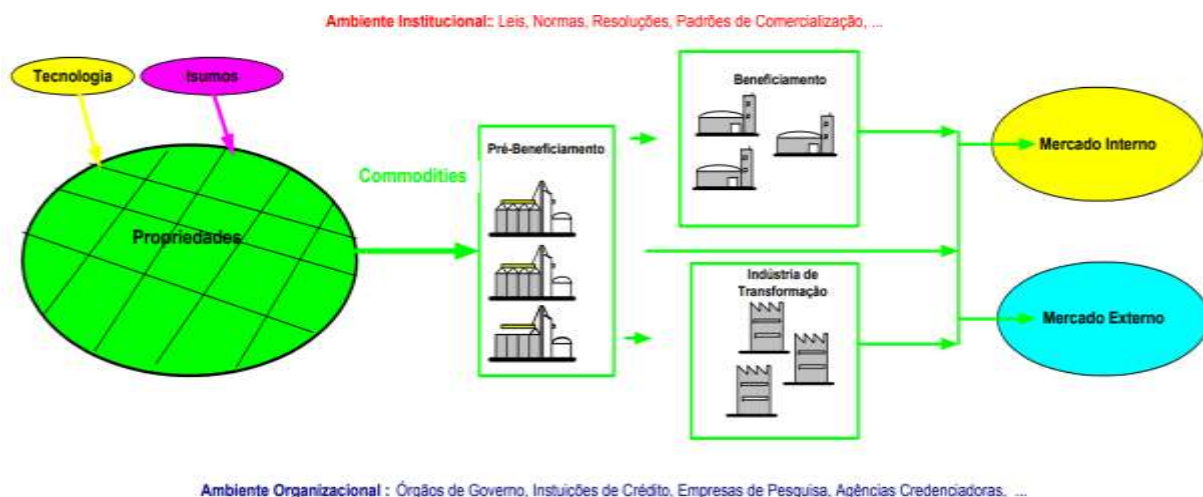 Ambiente Institucional: Leis, Normas, Resoluções, Padrões de Comercialização, ...
Tecnologia
Isumos
Beneficiamento
Pré-Beneficiamento
Mercado Interno
Commodities
Propriedades
Indústria de
Transformação
Mercado Externo
Ambiente Organizacional : Órgãos de Governo, Instuições de Crédito, Empresas de Pesquisa, Agências Credenciadoras, ...